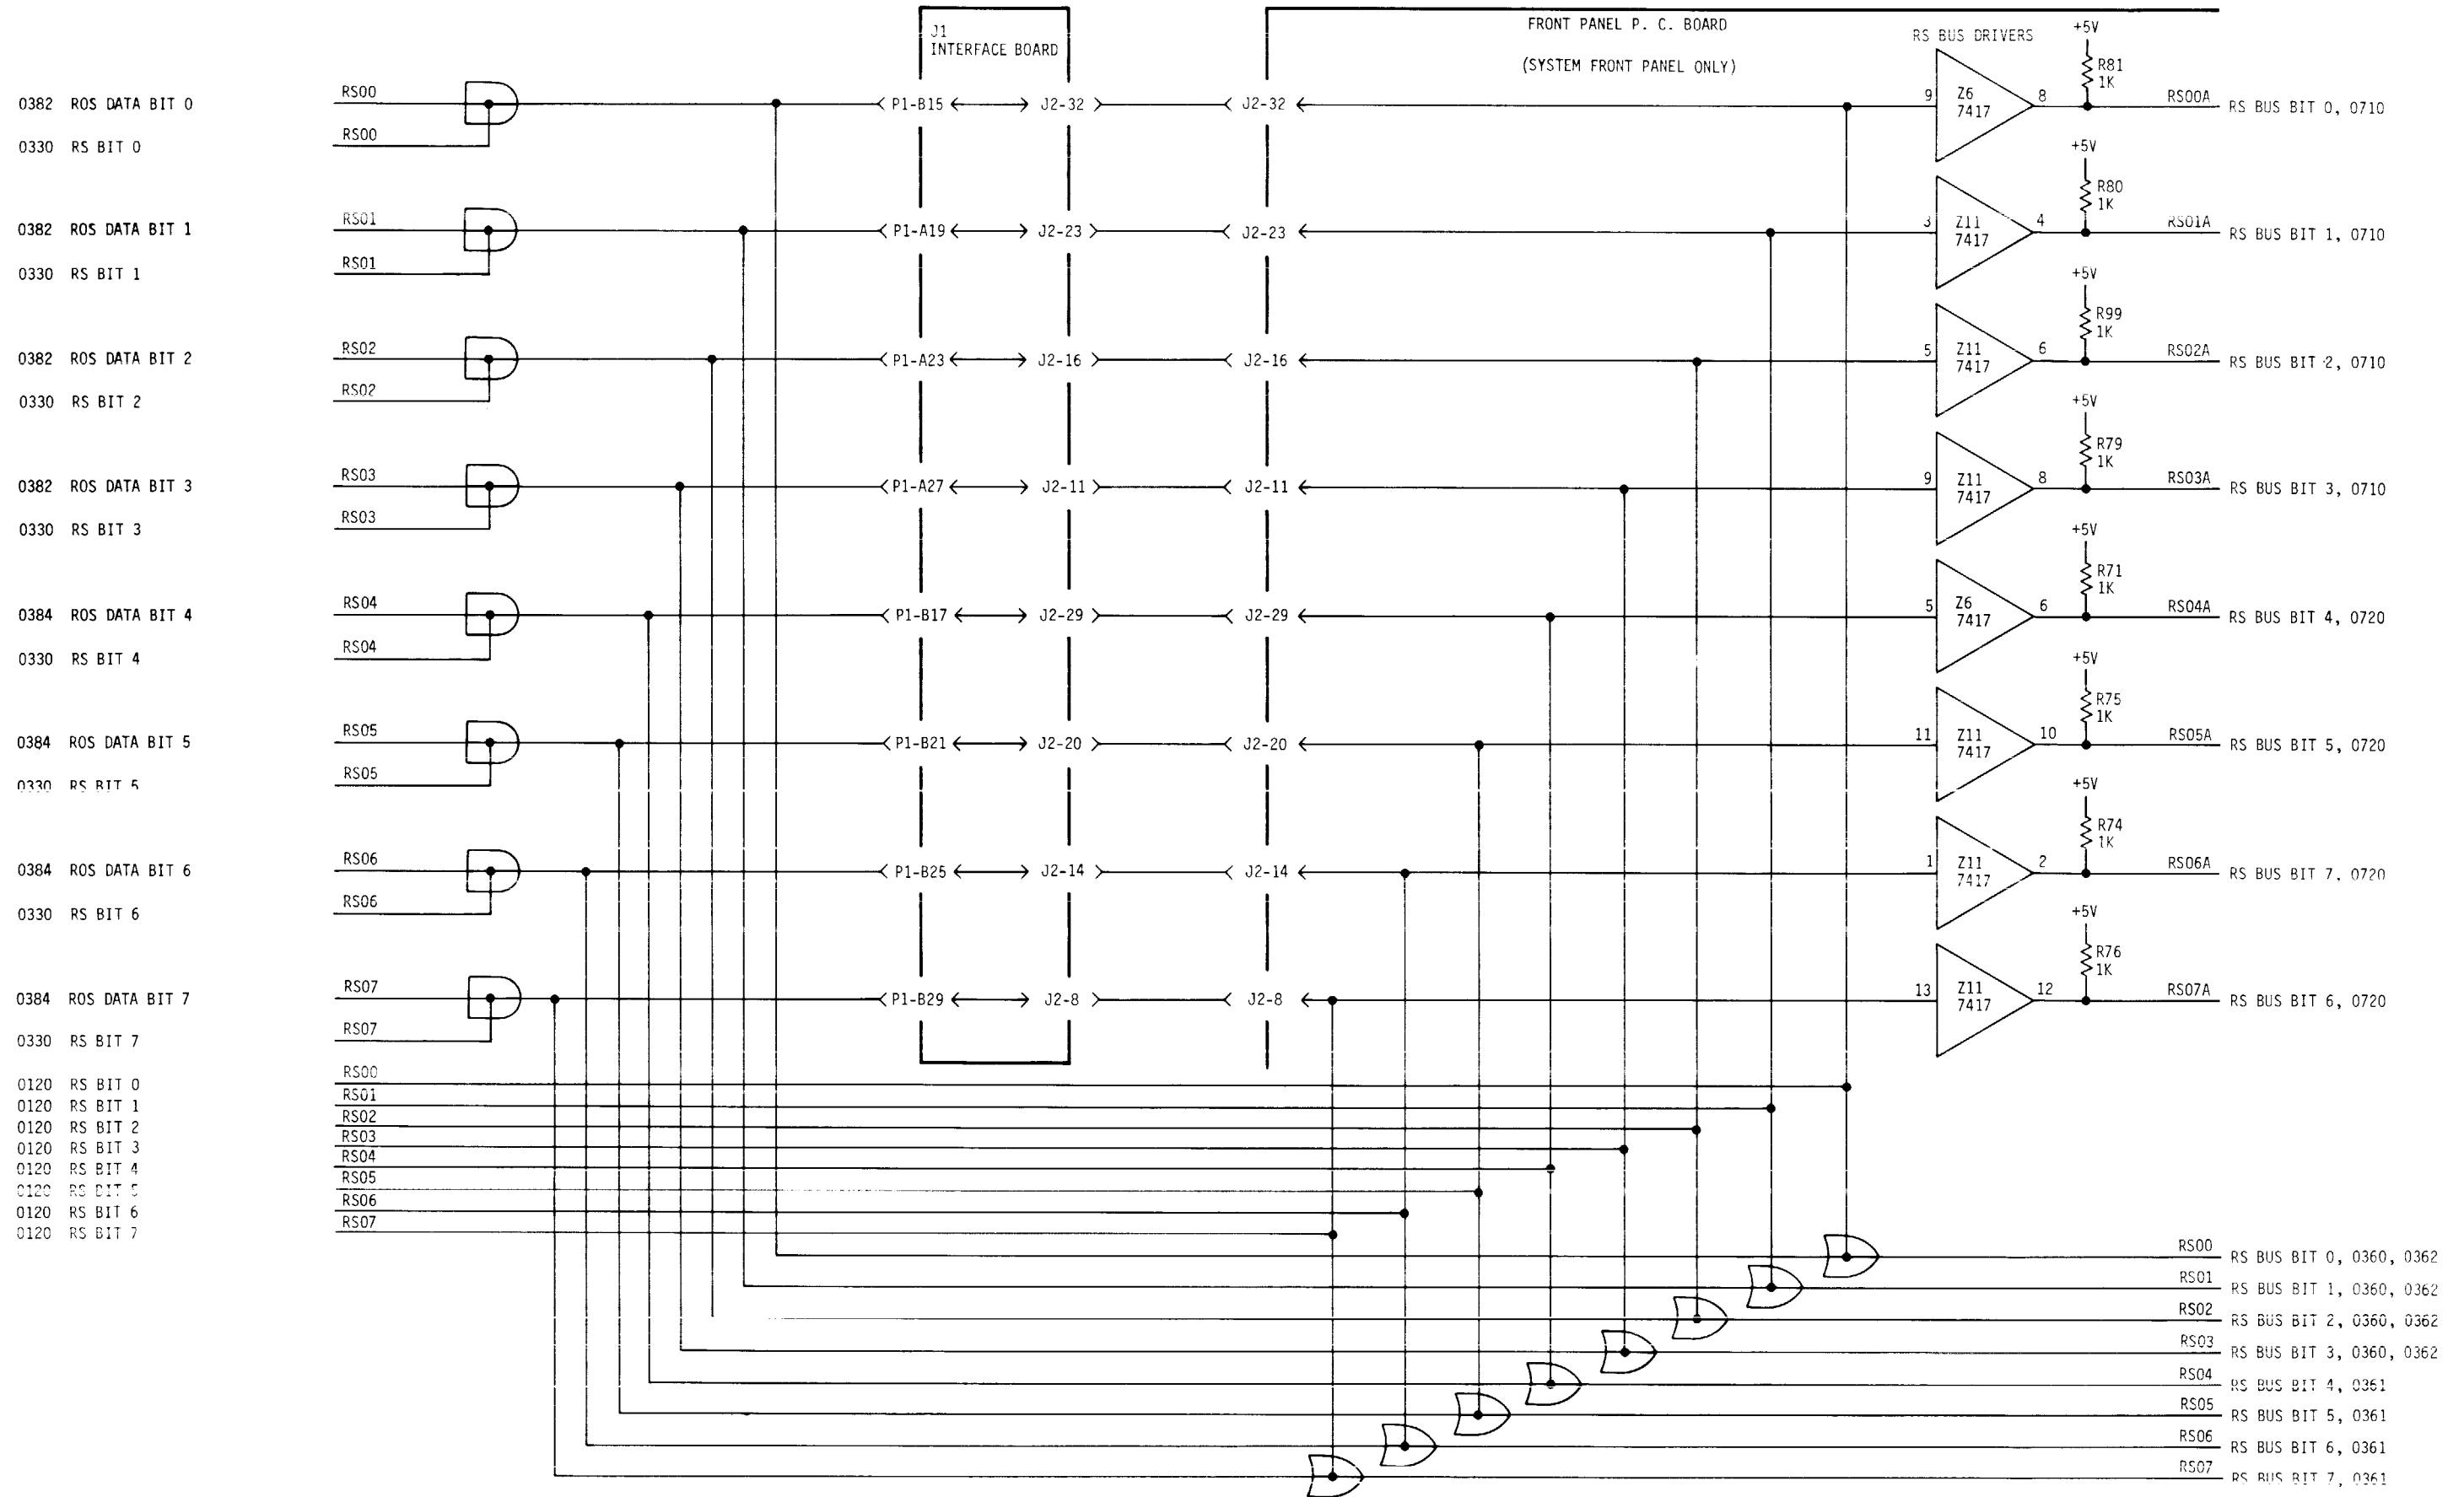 J1
INTERFACE BOARD
FRONT PANEL P. C. BOARD
(SYSTEM FRONT PANEL ONLY)
RS BUS DRIVERS
+5V
R81
1K
0382 ROS DATA BIT 0 RS00 P1-B15 J2-32 J2-32 9 Z6 7417 8 RS00A RS BUS BIT 0, 0710
0330 RS BIT 0 RS00
+5V
R80
1K
0382 ROS DATA BIT 1 RS01 P1-A19 J2-23 J2-23 3 Z11 7417 4 RS01A RS BUS BIT 1, 0710
0330 RS BIT 1 RS01
+5V
R99
1K
0382 ROS DATA BIT 2 RS02 P1-A23 J2-16 J2-16 5 Z11 7417 6 RS02A RS BUS BIT 2, 0710
0330 RS BIT 2 RS02
+5V
R79
1K
0382 ROS DATA BIT 3 RS03 P1-A27 J2-11 J2-11 9 Z11 7417 8 RS03A RS BUS BIT 3, 0710
0330 RS BIT 3 RS03
+5V
R71
1K
0384 ROS DATA BIT 4 RS04 P1-B17 J2-29 J2-29 5 Z6 7417 6 RS04A RS BUS BIT 4, 0720
0330 RS BIT 4 RS04
+5V
R75
1K
0384 ROS DATA BIT 5 RS05 P1-B21 J2-20 J2-20 11 Z11 7417 10 RS05A RS BUS BIT 5, 0720
0330 RS BIT 5 RS05
+5V
R74
1K
0384 ROS DATA BIT 6 RS06 P1-B25 J2-14 J2-14 1 Z11 7417 2 RS06A RS BUS BIT 7, 0720
0330 RS BIT 6 RS06
+5V
R76
1K
0384 ROS DATA BIT 7 RS07 P1-B29 J2-8 J2-8 13 Z11 7417 12 RS07A RS BUS BIT 6, 0720
0330 RS BIT 7 RS07
0120 RS BIT 0 RS00
0120 RS BIT 1 RS01
0120 RS BIT 2 RS02
0120 RS BIT 3 RS03
0120 RS BIT 4 RS04
0120 RS BIT 5 RS05
0120 RS BIT 6 RS06
0120 RS BIT 7 RS07
RS00 RS BUS BIT 0, 0360, 0362
RS01 RS BUS BIT 1, 0360, 0362
RS02 RS BUS BIT 2, 0360, 0362
RS03 RS BUS BIT 3, 0360, 0362
RS04 RS BUS BIT 4, 0361
RS05 RS BUS BIT 5, 0361
RS06 RS BUS BIT 6, 0361
RS07 RS BUS BIT 7, 0361